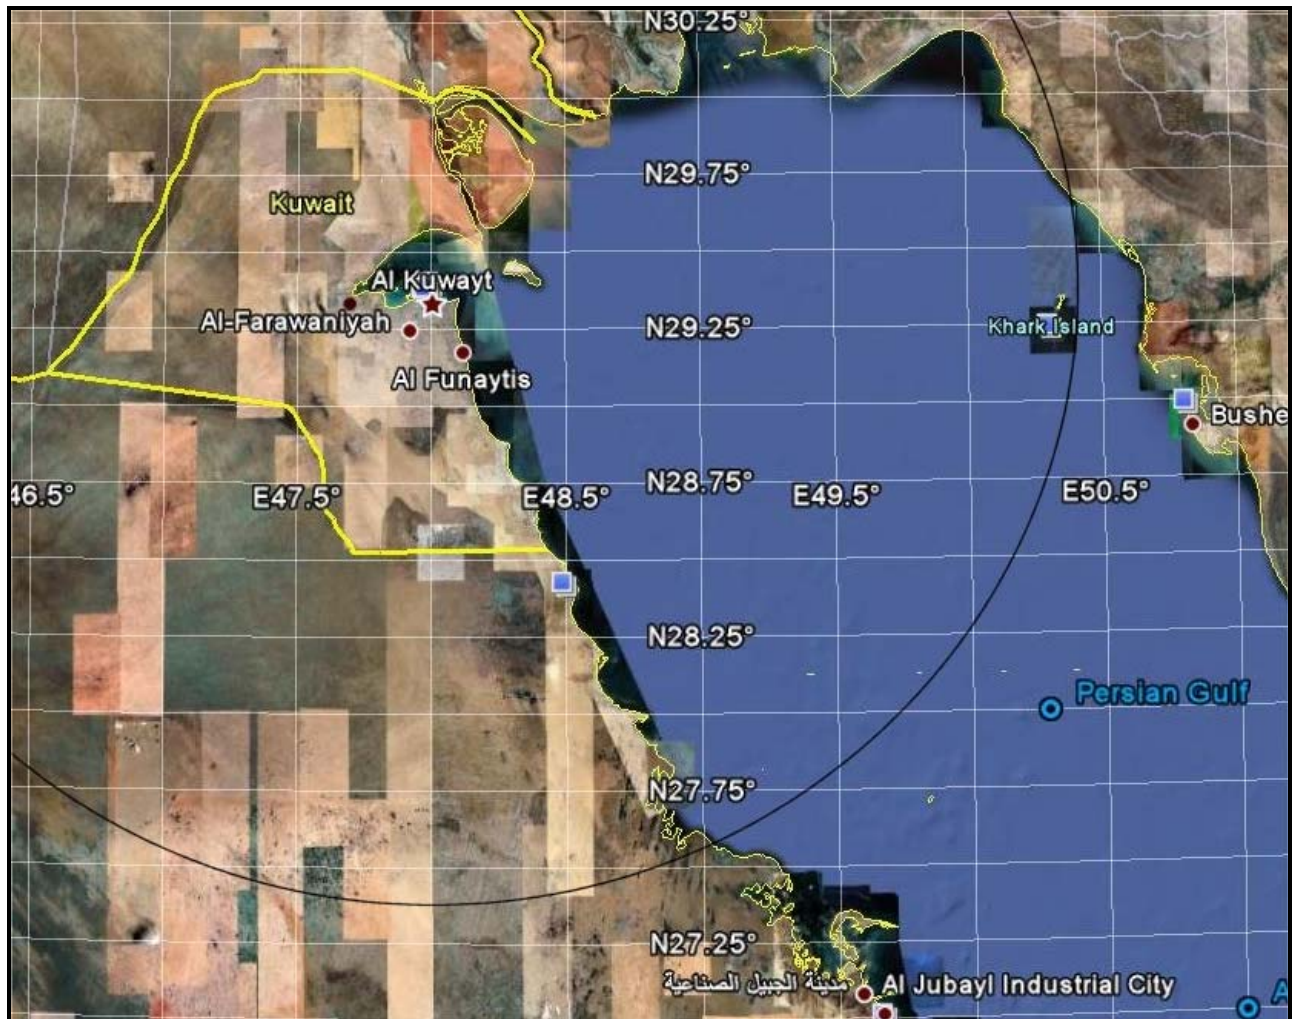 N30.25°
N29.75°
Kuwait
Al Kuwayt
Al-Farawaniyah
N29.25°
Khark Island
Al Funaytis
Bushe
46.5°
E47.5°
E48.5°
N28.75°
E49.5°
E50.5°
N28.25°
Persian Gulf
N27.75°
N27.25°
مدينة الجبيل الصناعية
Al Jubayl Industrial City
A